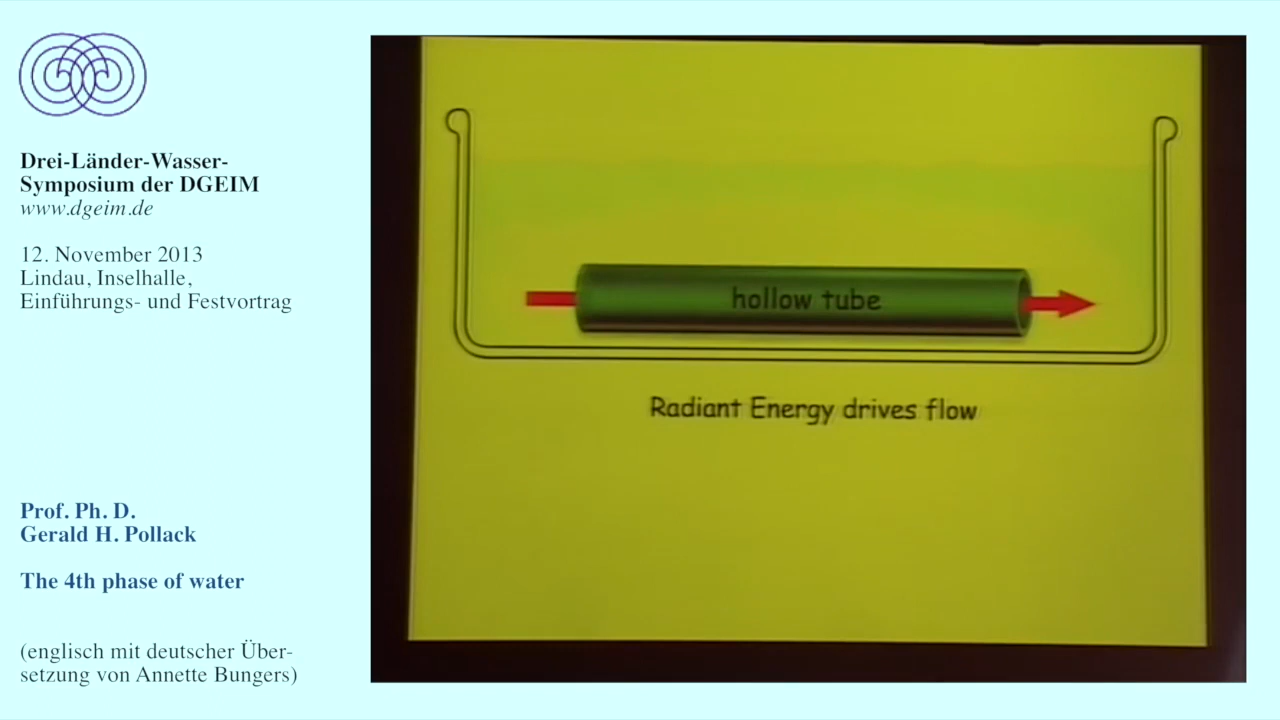 Drei-Länder-Wasser-
Symposium der DGEIM
www.dgeim.de
12. November 2013
Lindau, Inselhalle,
Einführungs- und Festvortrag
Prof. Ph. D.
Gerald H. Pollack
The 4th phase of water
(englisch mit deutscher Über-
setzung von Annette Bungers)
hollow tube
Radiant Energy drives flow